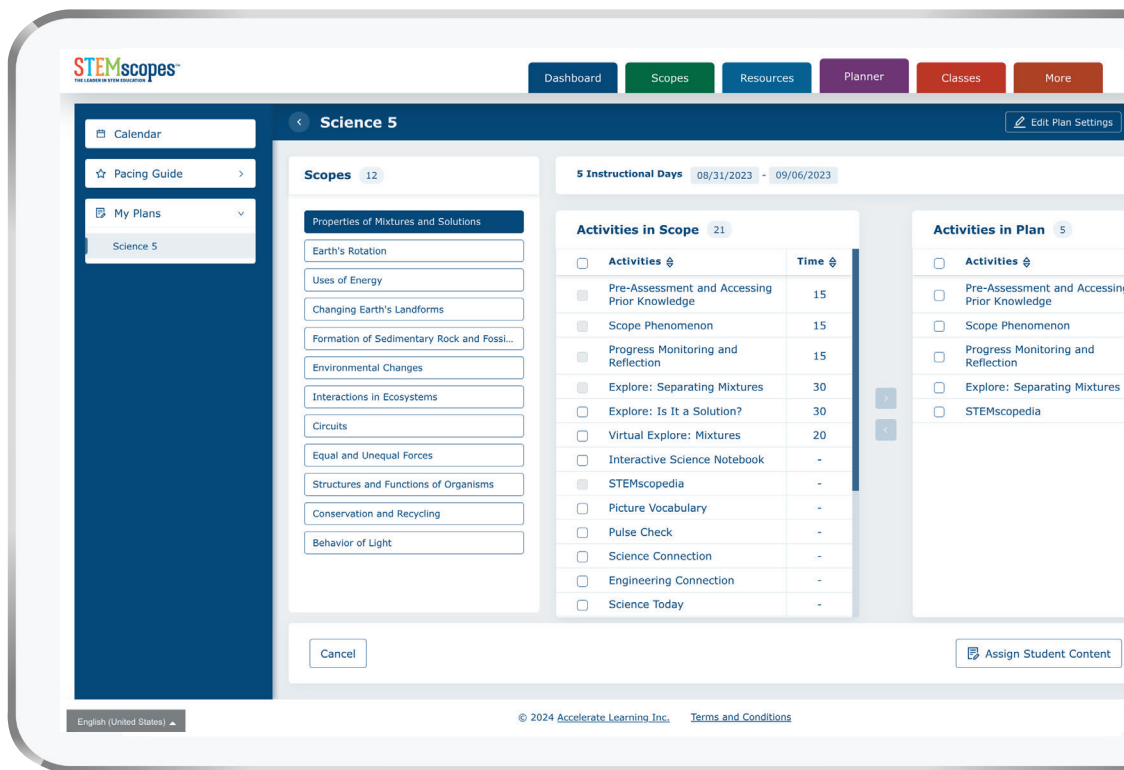 STEMscopes™
THE LEADER IN STEM EDUCATION
Dashboard
Scopes
Resources
Planner
Classes
More
Calendar
Pacing Guide
My Plans
Science 5
Science 5
Edit Plan Settings
Scopes 12
Properties of Mixtures and Solutions
Earth's Rotation
Uses of Energy
Changing Earth's Landforms
Formation of Sedimentary Rock and Fossi...
Environmental Changes
Interactions in Ecosystems
Circuits
Equal and Unequal Forces
Structures and Functions of Organisms
Conservation and Recycling
Behavior of Light
5 Instructional Days 08/31/2023 - 09/06/2023
Activities in Scope 21
Activities Time
Pre-Assessment and Accessing
Prior Knowledge
15
Scope Phenomenon 15
Progress Monitoring and
Reflection
15
Explore: Separating Mixtures 30
Explore: Is It a Solution? 30
Virtual Explore: Mixtures 20
Interactive Science Notebook -
STEMscopedia -
Picture Vocabulary -
Pulse Check -
Science Connection -
Engineering Connection -
Science Today -
Activities in Plan 5
Activities
Pre-Assessment and Accessing
Prior Knowledge
Scope Phenomenon
Progress Monitoring and
Reflection
Explore: Separating Mixtures
STEMscopedia
Cancel
Assign Student Content
English (United States)
© 2024 Accelerate Learning Inc. Terms and Conditions